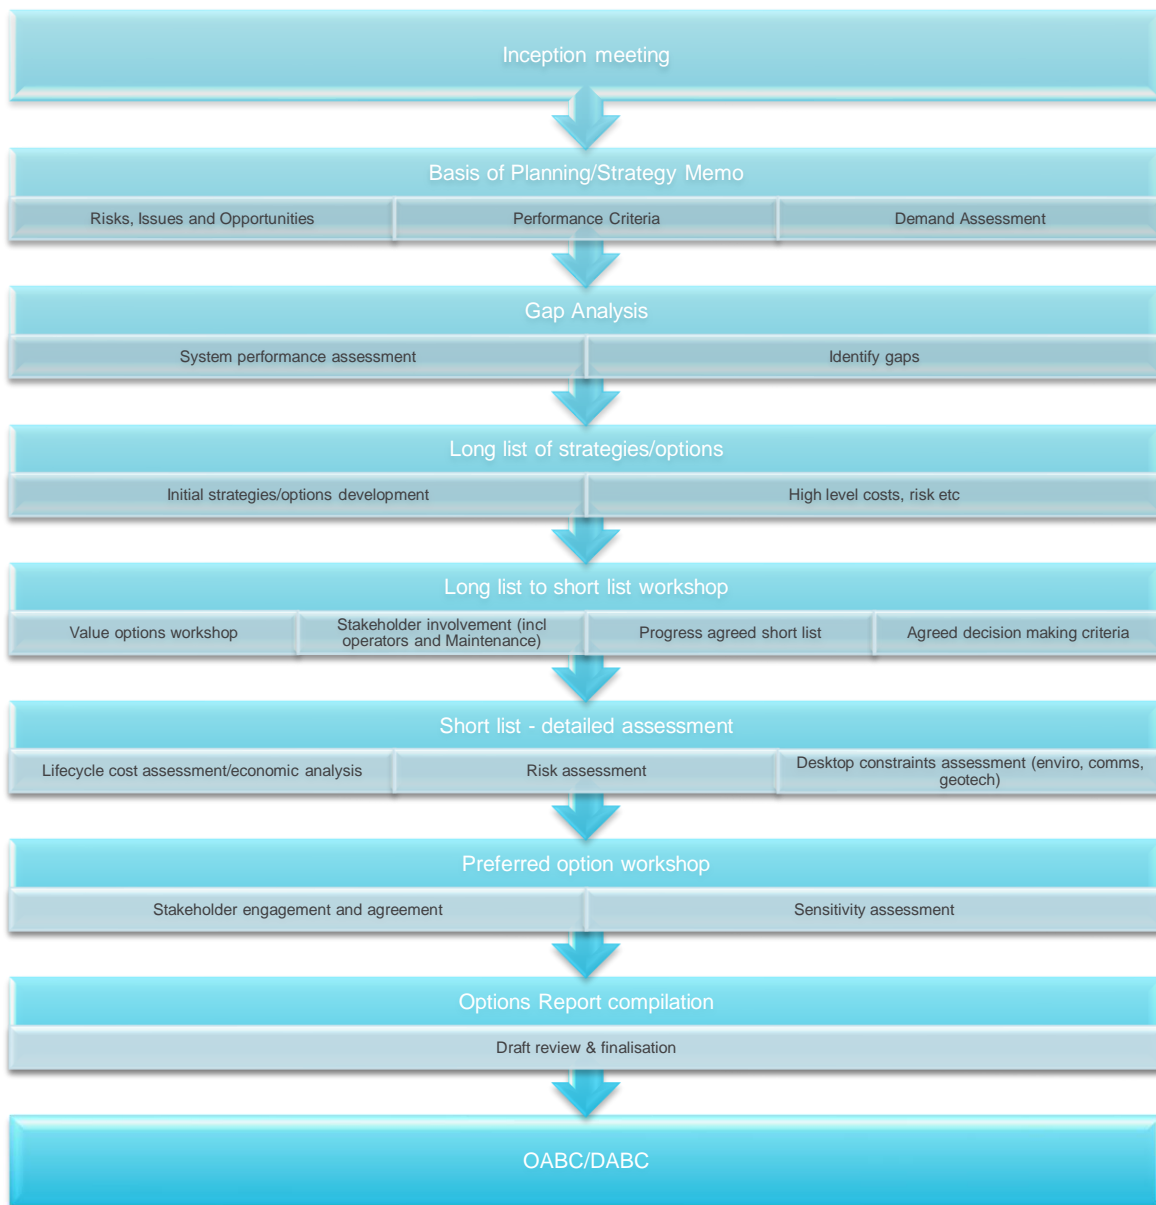 Inception meeting
Basis of Planning/Strategy Memo
Risks, Issues and Opportunities
Performance Criteria
Demand Assessment
Gap Analysis
System performance assessment
Identify gaps
Long list of strategies/options
Initial strategies/options development
High level costs, risk etc
Long list to short list workshop
Value options workshop
Stakeholder involvement (incl
operators and Maintenance)
Progress agreed short list
Agreed decision making criteria
Short list - detailed assessment
Lifecycle cost assessment/economic analysis
Risk assessment
Desktop constraints assessment (enviro, comms,
geotech)
Preferred option workshop
Stakeholder engagement and agreement
Sensitivity assessment
Options Report compilation
Draft review & finalisation
OABC/DABC